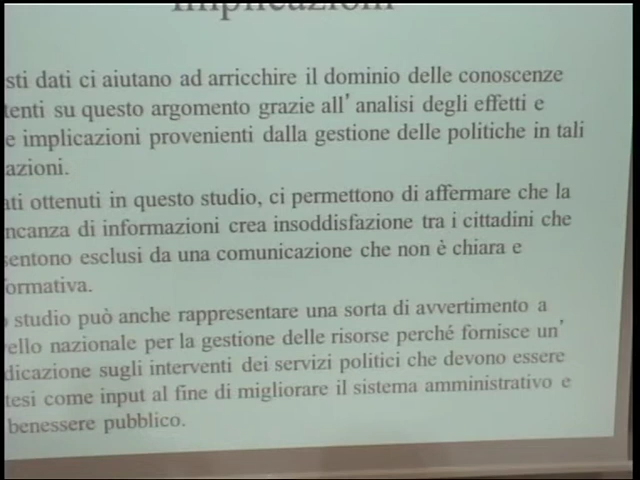 Implicazioni
sti dati ci aiutano ad arricchire il dominio delle conoscenze
tenti su questo argomento grazie all' analisi degli effetti e
e implicazioni provenienti dalla gestione delle politiche in tali
azioni.
ati ottenuti in questo studio, ci permettono di affermare che la
ncanza di informazioni crea insoddisfazione tra i cittadini che
sentono esclusi da una comunicazione che non è chiara e
ormativa.
studio può anche rappresentare una sorta di avvertimento a
ello nazionale per la gestione delle risorse perché fornisce un'
dicazione sugli interventi dei servizi politici che devono essere
tesi come input al fine di migliorare il sistema amministrativo e
benessere pubblico.